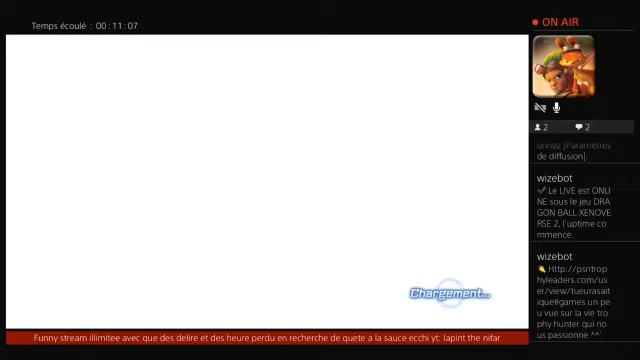 Temps écoulé : 00:11:07
ON AIR
2 2
onnez [Paramètres
de diffusion].
wizebot
Le LIVE est ONLI
NE sous le jeu DRA
GON BALL XENOVE
RSE 2, l'uptime co
mmence.
wizebot
Http://psntrop
hyleaders.com/us
er/view/tueurasait
ique#games un pe
u vue sur la vie tro
phy hunter qui no
us passionne ^^'
Chargement...
Funny stream illimitee avec que des delire et des heure perdu en recherche de quete a la sauce ecchi yt: lapint the nifar